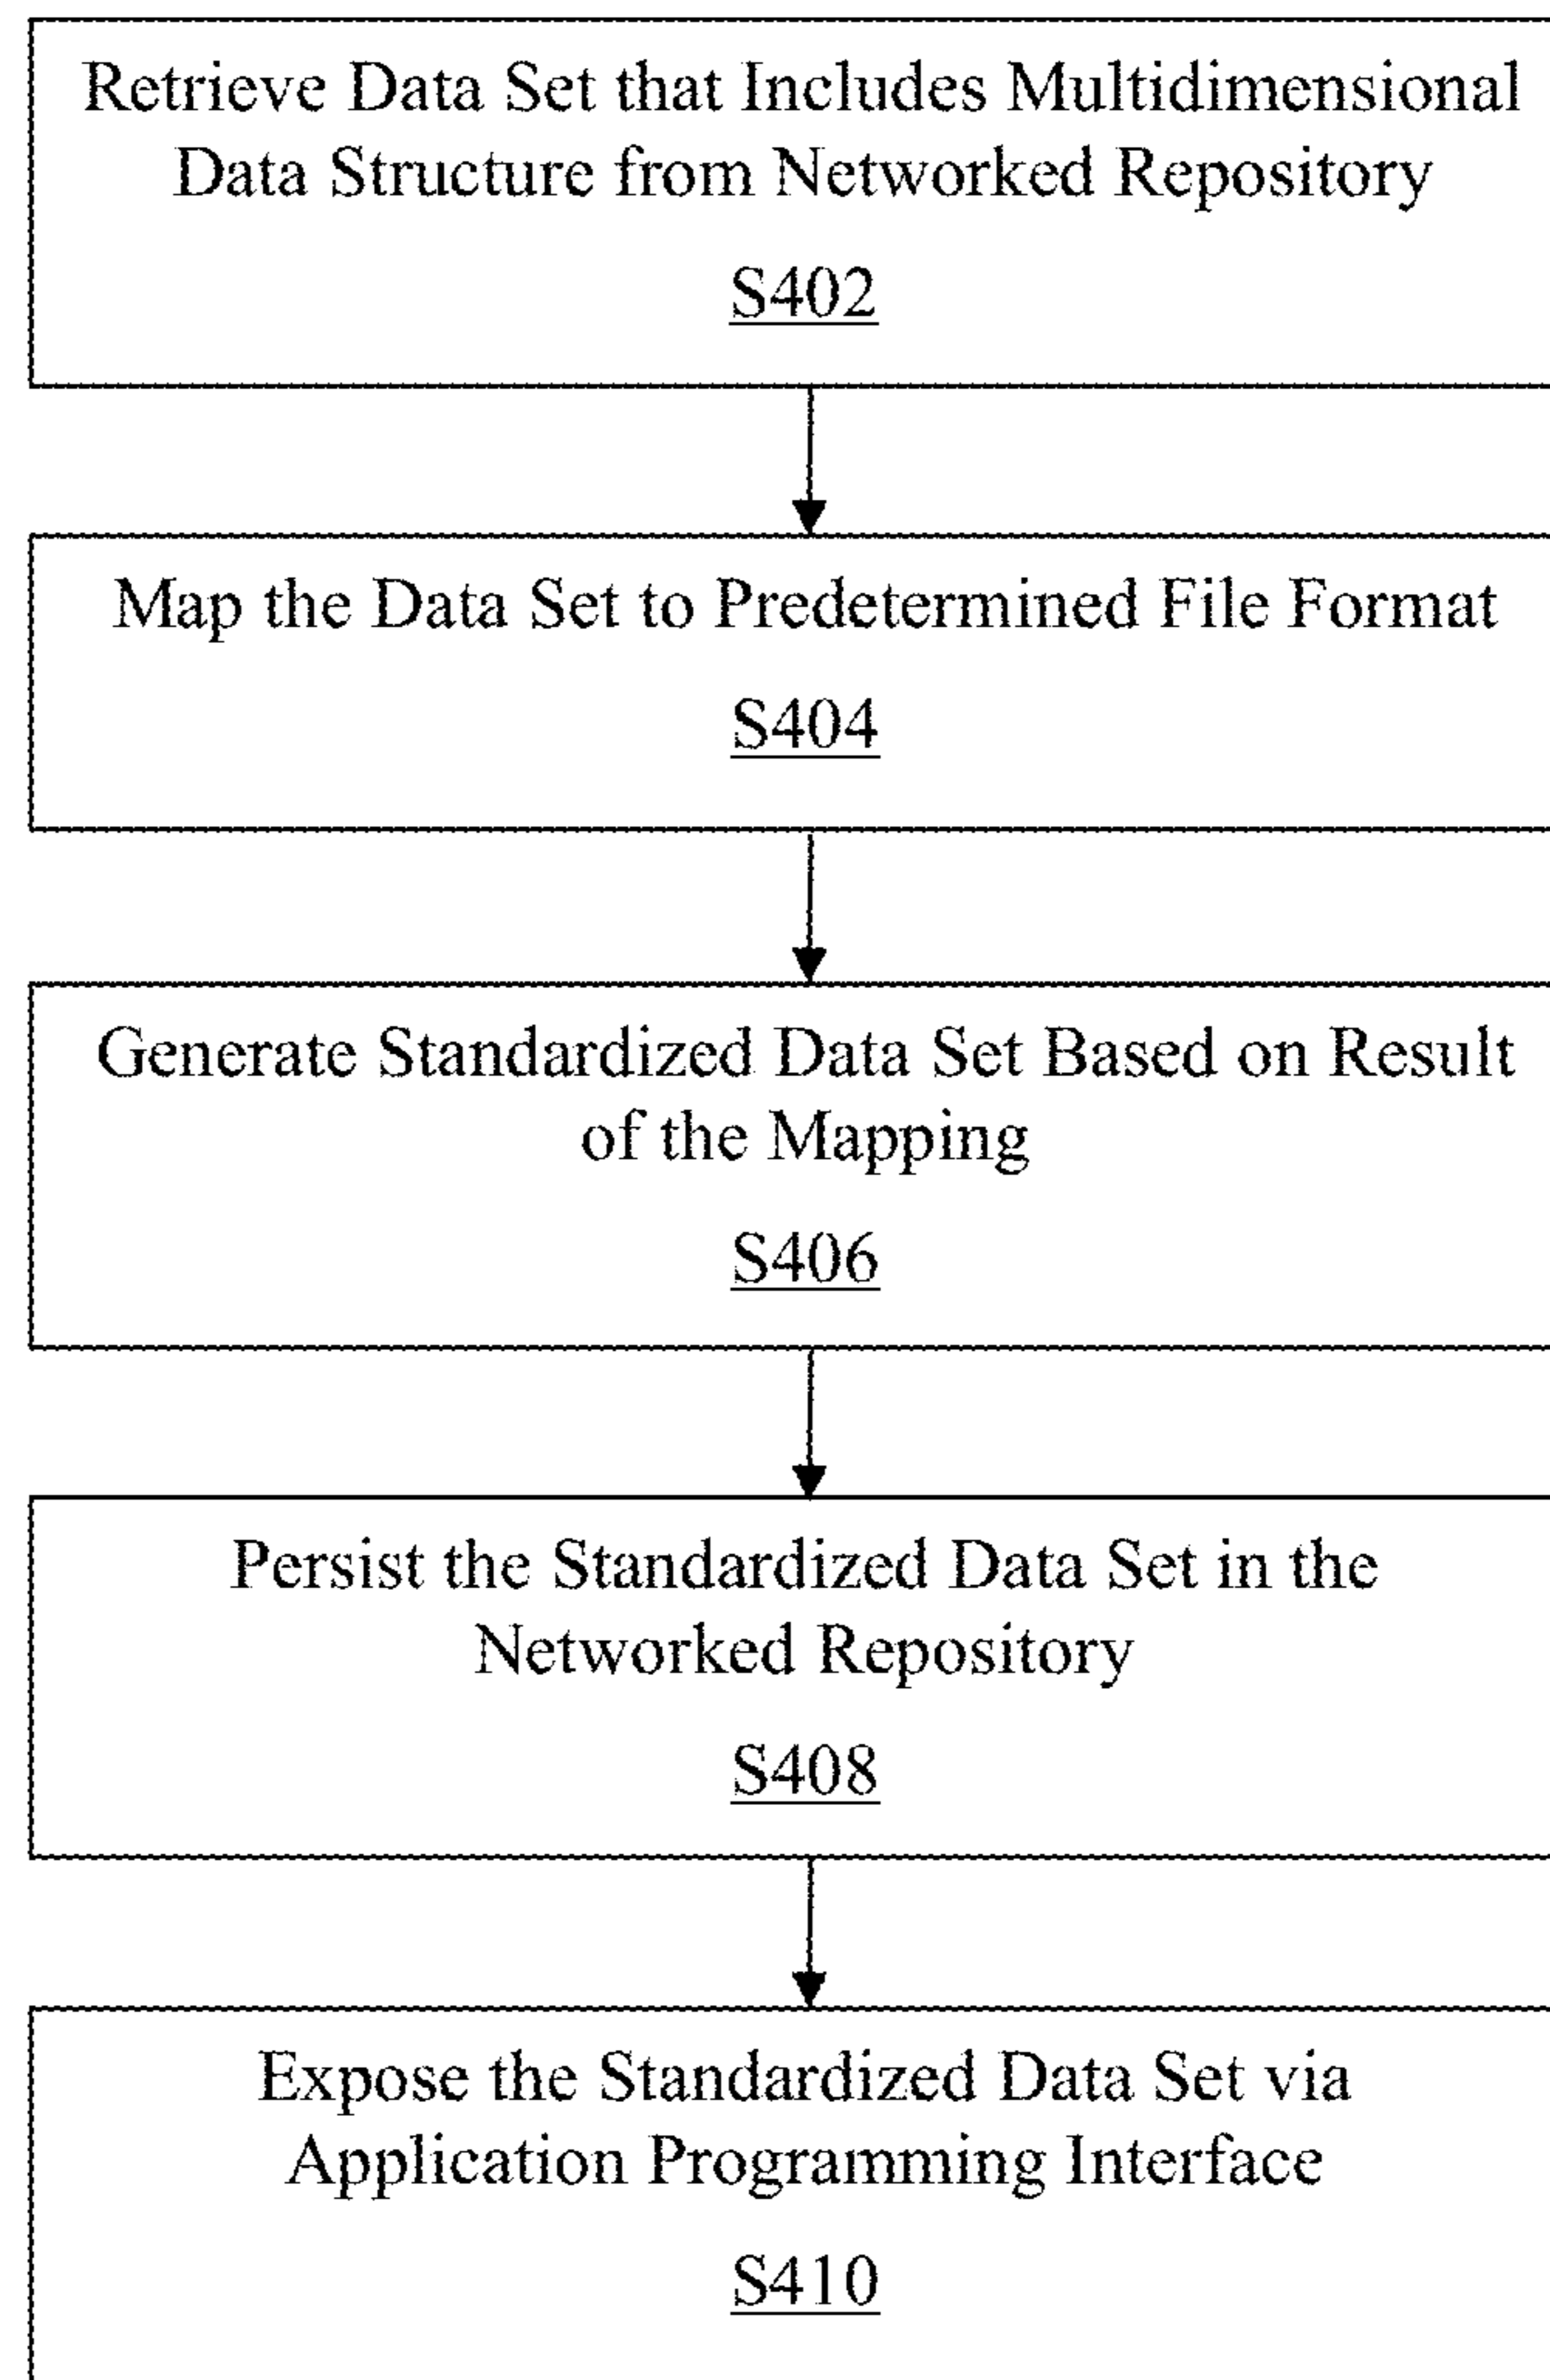 Retrieve Data Set that Includes Multidimensional
Data Structure from Networked Repository
S402
Map the Data Set to Predetermined File Format
S404
Generate Standardized Data Set Based on Result
of the Mapping
S406
Persist the Standardized Data Set in the
Networked Repository
S408
Expose the Standardized Data Set via
Application Programming Interface
S410